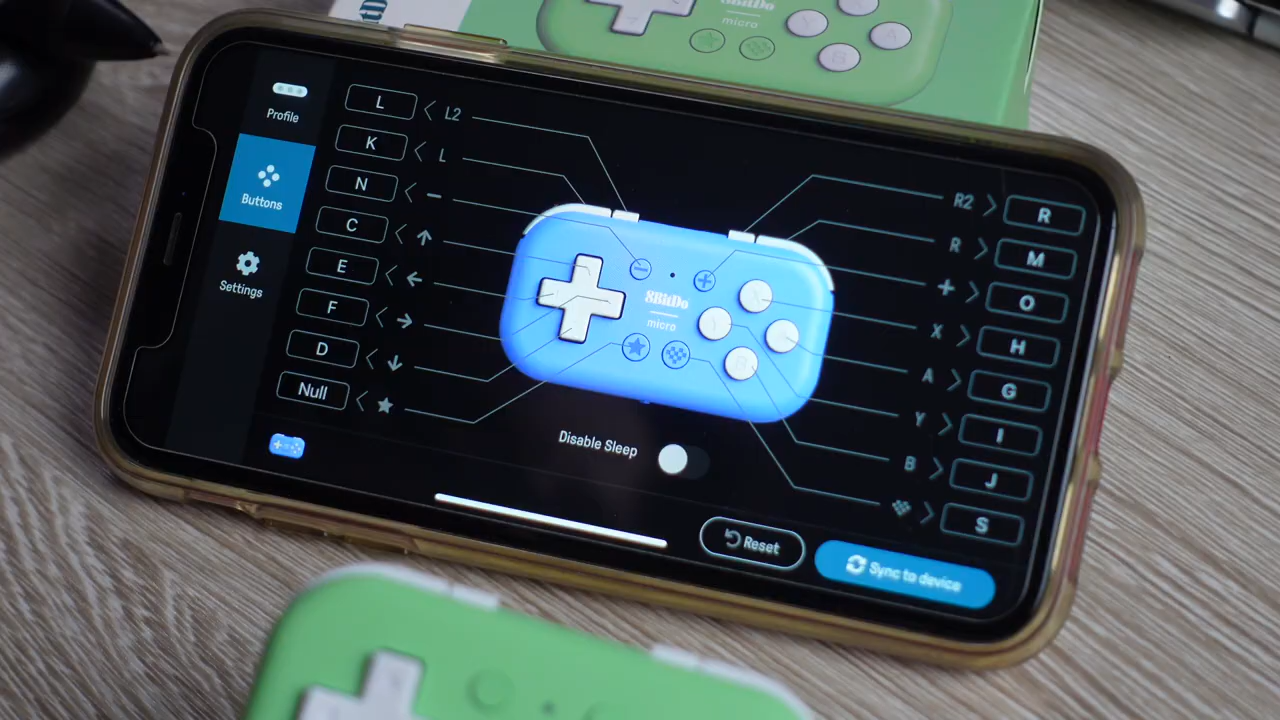 8BitDo
micro
Y
A
B
Profile
Buttons
Settings
L L2
K L
N
C
E
F
D
Null
8BitDo
micro
X
Y
B
R2 R
R M
O
X H
A G
Y I
B J
S
Disable Sleep
Reset
Sync to device